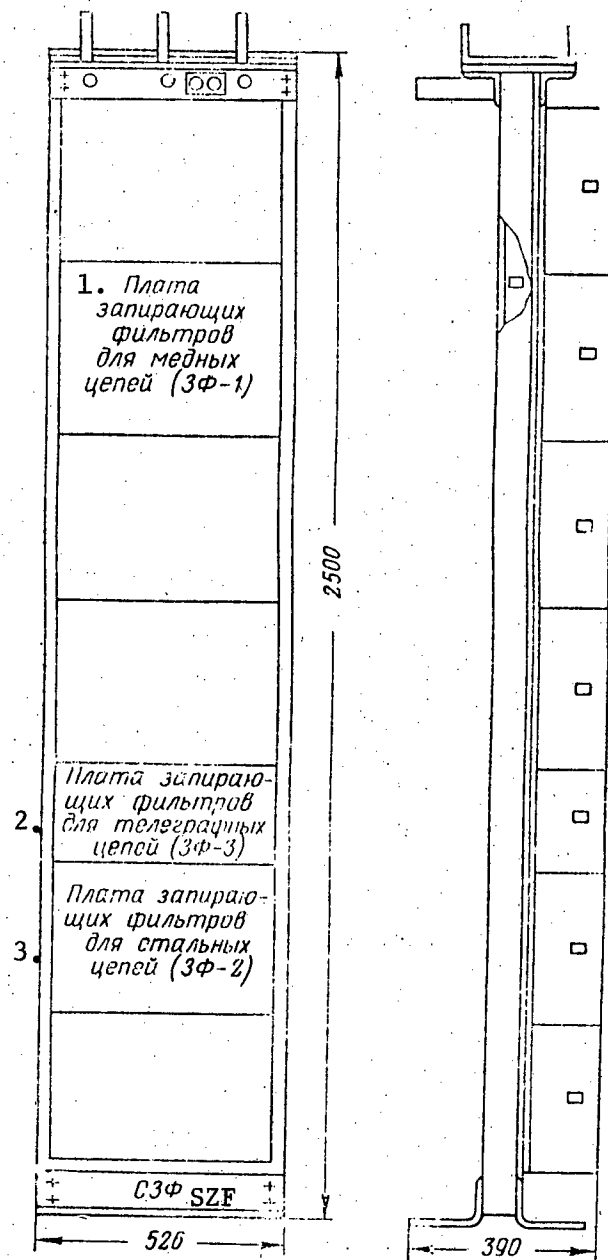 1. Плата
запирающих
фильтров
для медных
цепей (ЗФ-1)
2500
2.
Плата запираю-
щих фильтров
для телеграфных
цепей (ЗФ-3)
3.
Плата запираю-
щих фильтров
для стальных
цепей (ЗФ-2)
СЗФ SZF
526
390